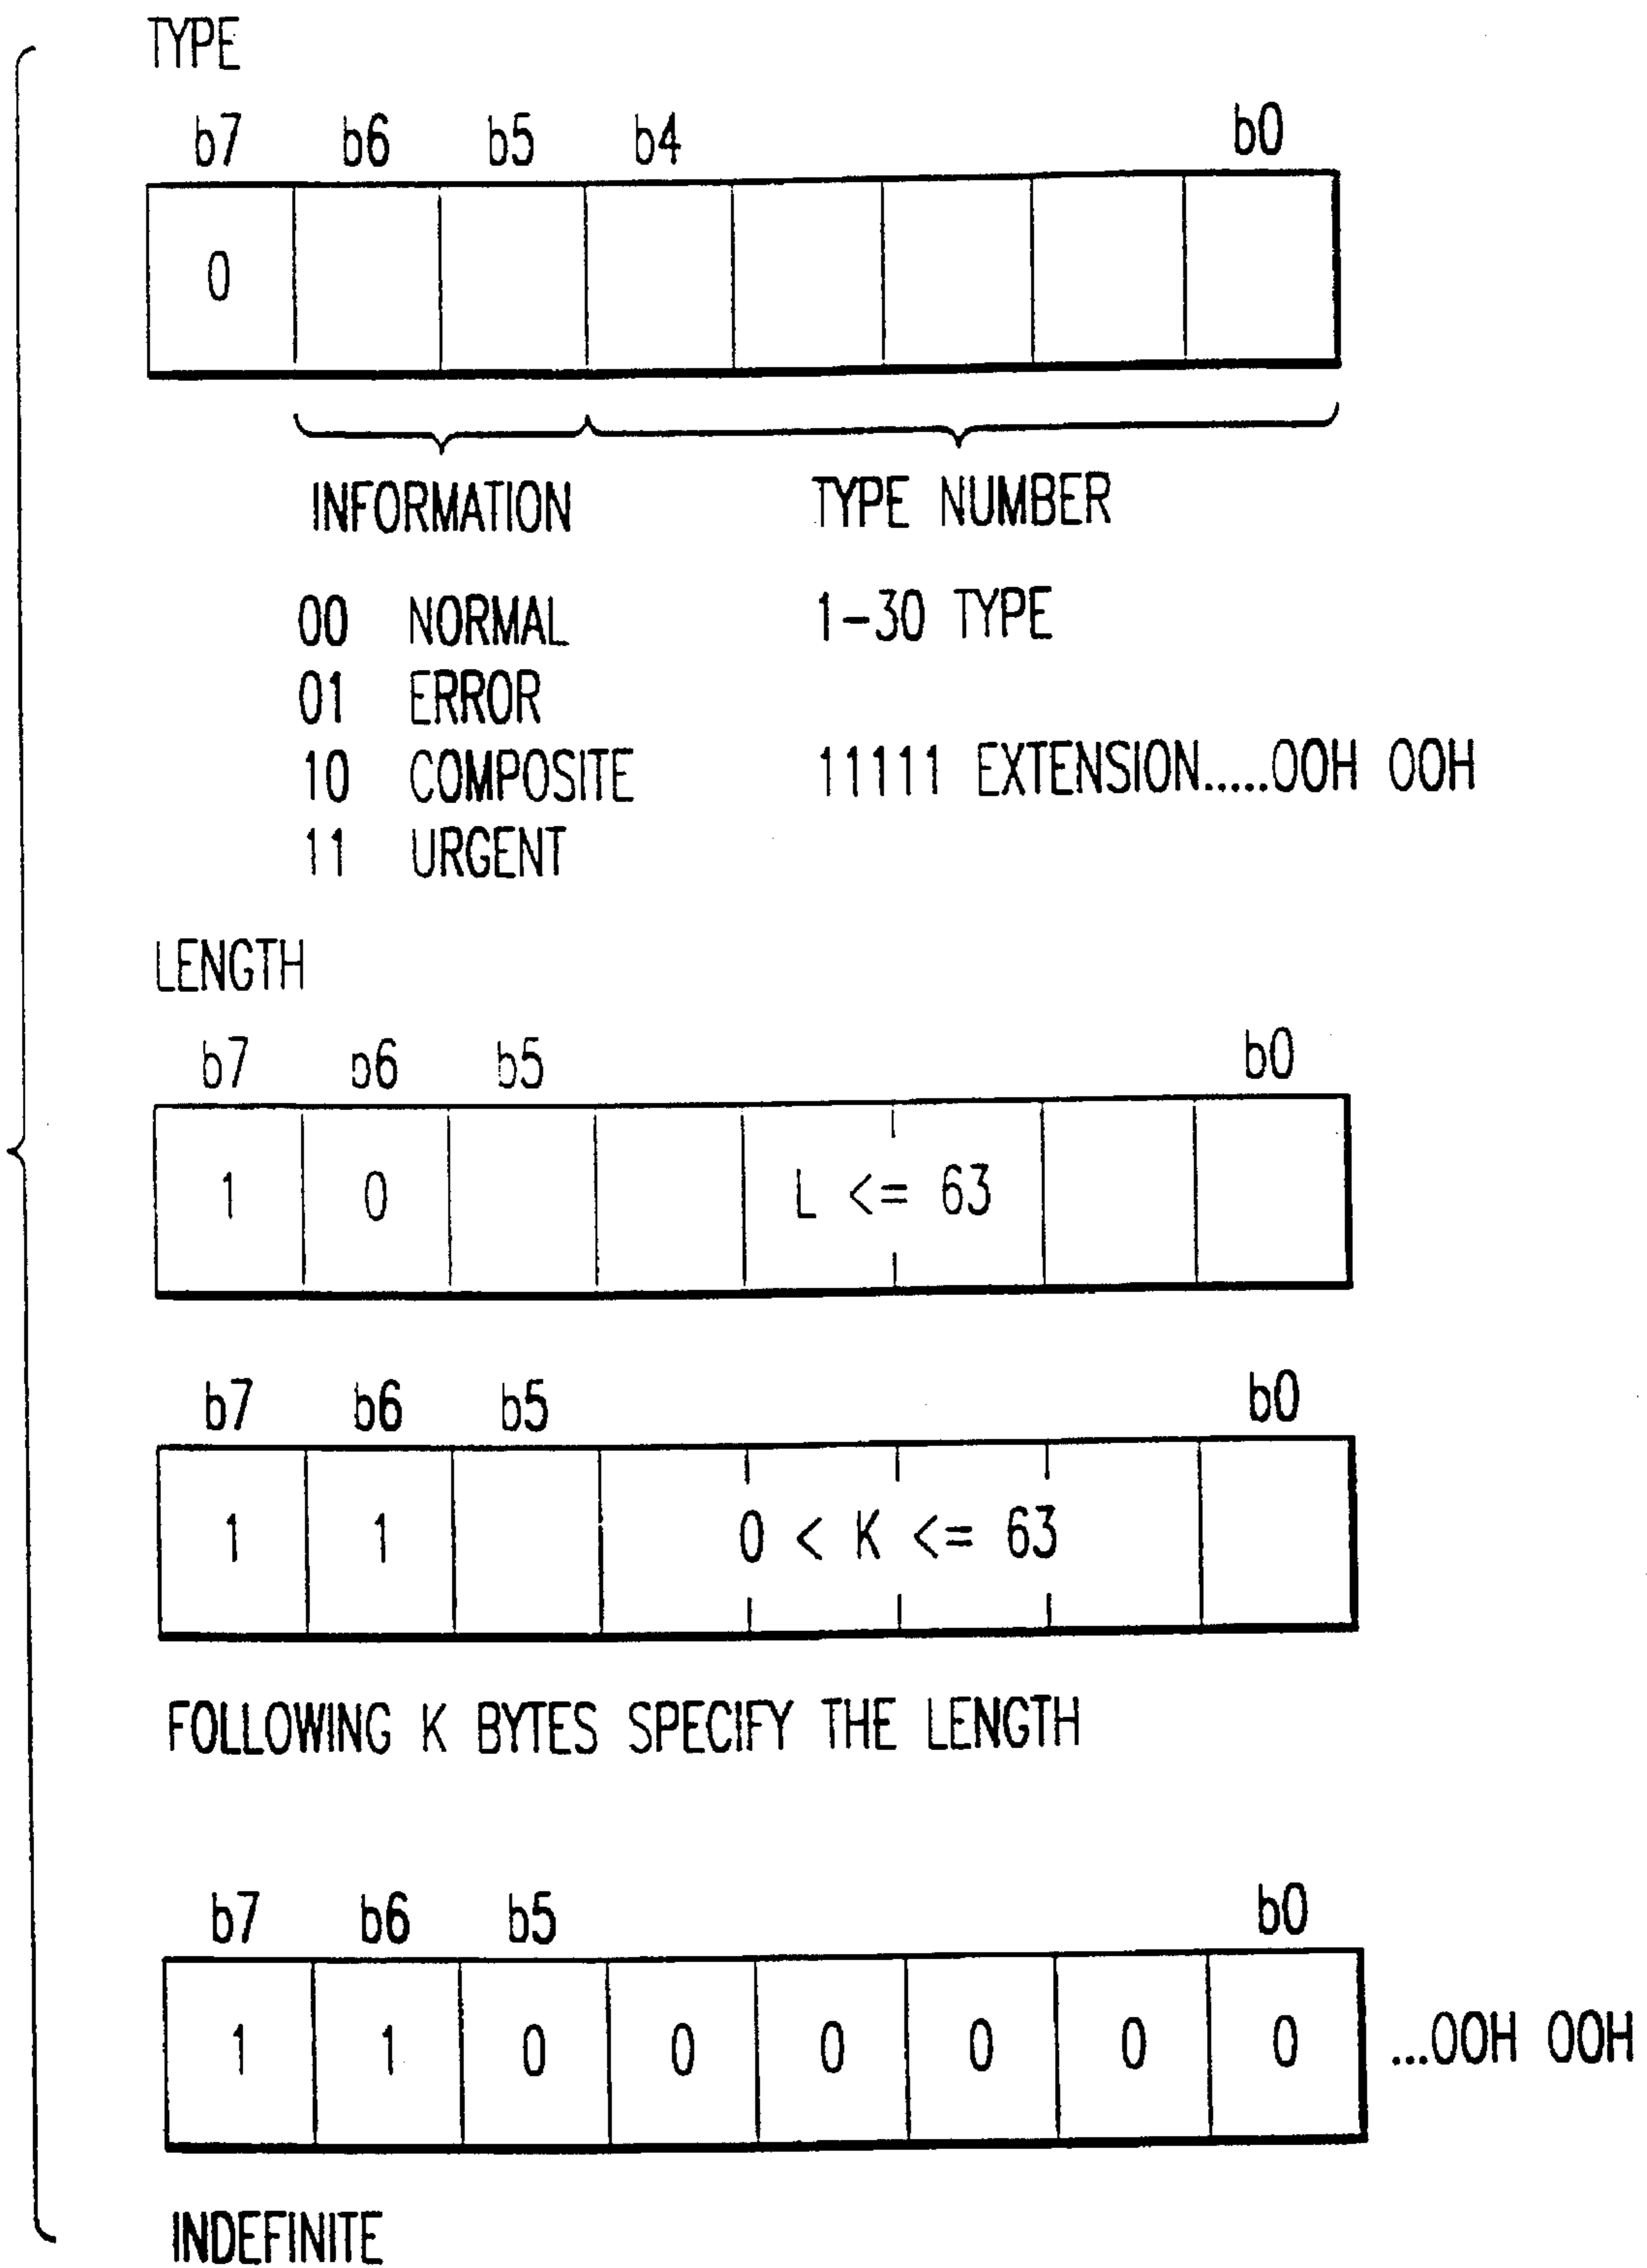 TYPE
b7 b6 b5 b4 b0
0
INFORMATION TYPE NUMBER
00 NORMAL 1-30 TYPE
01 ERROR
10 COMPOSITE 11111 EXTENSION.....00H 00H
11 URGENT
LENGTH
b7 b6 b5 b0
1 0 L <= 63
b7 b6 b5 b0
1 1 0 < K <= 63
FOLLOWING K BYTES SPECIFY THE LENGTH
b7 b6 b5 b0
1 1 0 0 0 0 0 0 ...00H 00H
INDEFINITE